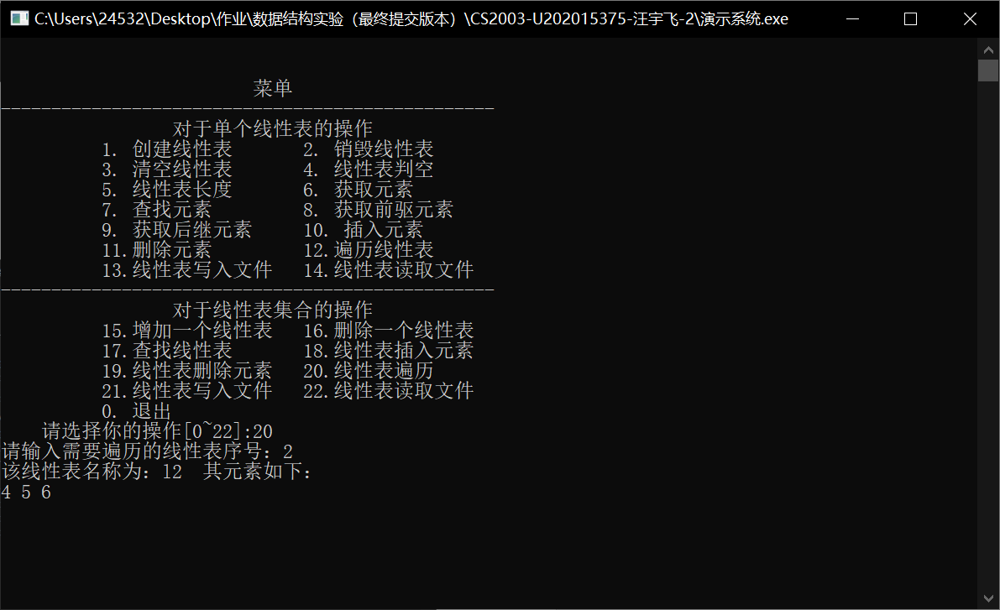 C:\Users\24532\Desktop\作业\数据结构实验（最终提交版本）\CS2003-U202015375-汪宇飞-2\演示系统.exe
菜单
-------------------------------------------------
对于单个线性表的操作
1. 创建线性表 2. 销毁线性表
3. 清空线性表 4. 线性表判空
5. 线性表长度 6. 获取元素
7. 查找元素 8. 获取前驱元素
9. 获取后继元素 10. 插入元素
11.删除元素 12.遍历线性表
13.线性表写入文件 14.线性表读取文件
-------------------------------------------------
对于线性表集合的操作
15.增加一个线性表 16.删除一个线性表
17.查找线性表 18.线性表插入元素
19.线性表删除元素 20.线性表遍历
21.线性表写入文件 22.线性表读取文件
0. 退出
请选择你的操作[0~22]:20
请输入需要遍历的线性表序号：2
该线性表名称为：12 其元素如下：
4 5 6